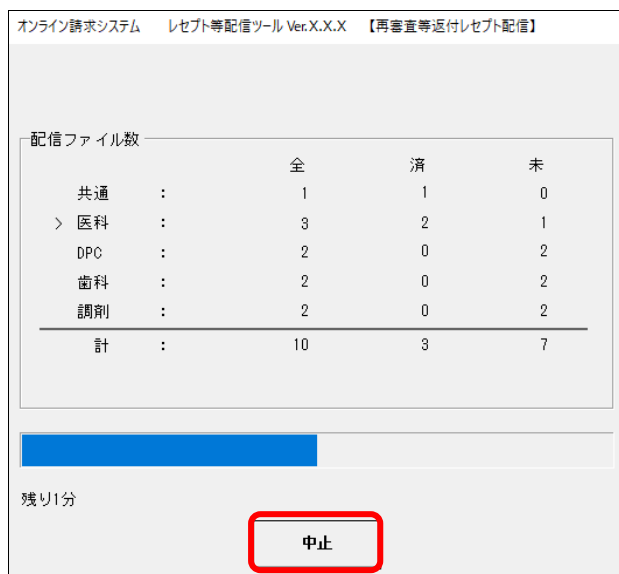 オンライン請求システム レセプト等配信ツール Ver.X.X.X 【再審査等返付レセプト配信】
配信ファイル数
全 済 未
共通 : 1 1 0
> 医科 : 3 2 1
DPC : 2 0 2
歯科 : 2 0 2
調剤 : 2 0 2
計 : 10 3 7
残り1分
中止